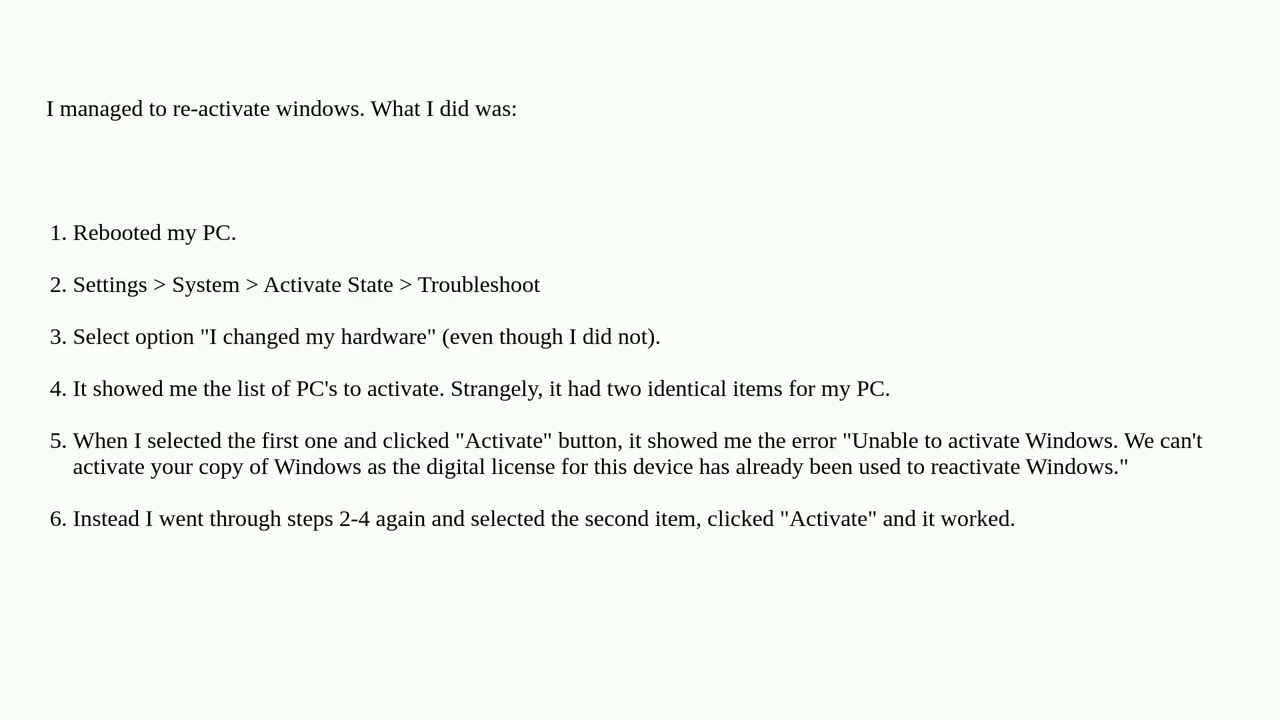 I managed to re-activate windows. What I did was:
1. Rebooted my PC.
2. Settings > System > Activate State > Troubleshoot
3. Select option "I changed my hardware" (even though I did not).
4. It showed me the list of PC's to activate. Strangely, it had two identical items for my PC.
5. When I selected the first one and clicked "Activate" button, it showed me the error "Unable to activate Windows. We can't
activate your copy of Windows as the digital license for this device has already been used to reactivate Windows."
6. Instead I went through steps 2-4 again and selected the second item, clicked "Activate" and it worked.